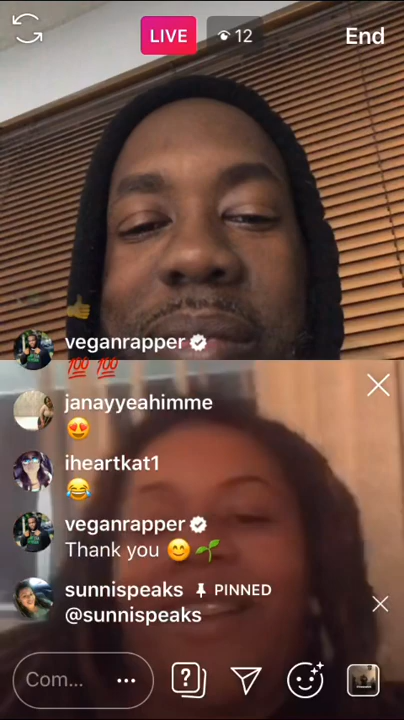 LIVE 12 End
veganrapper
💯 💯
janayyeahimme
😍
iheartkat1
😂
veganrapper
Thank you 😊 🌱
sunnispeaks PINNED
@sunnispeaks
Com...